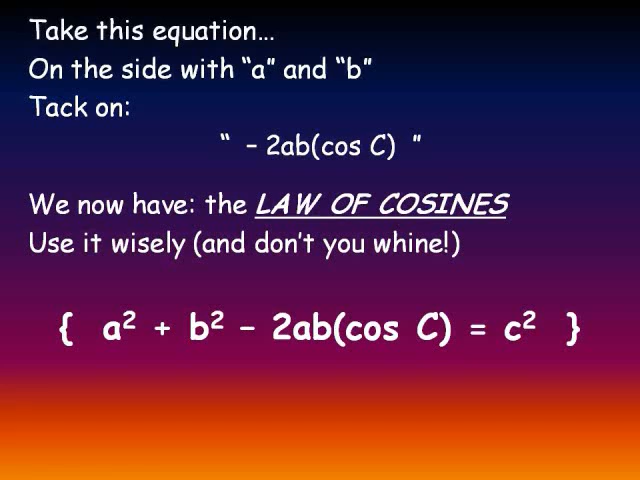 Take this equation…
On the side with “a” and “b”
Tack on:
“ – 2ab(cos C) ”
We now have: the LAW OF COSINES
Use it wisely (and don’t you whine!)
{ a² + b² – 2ab(cos C) = c² }